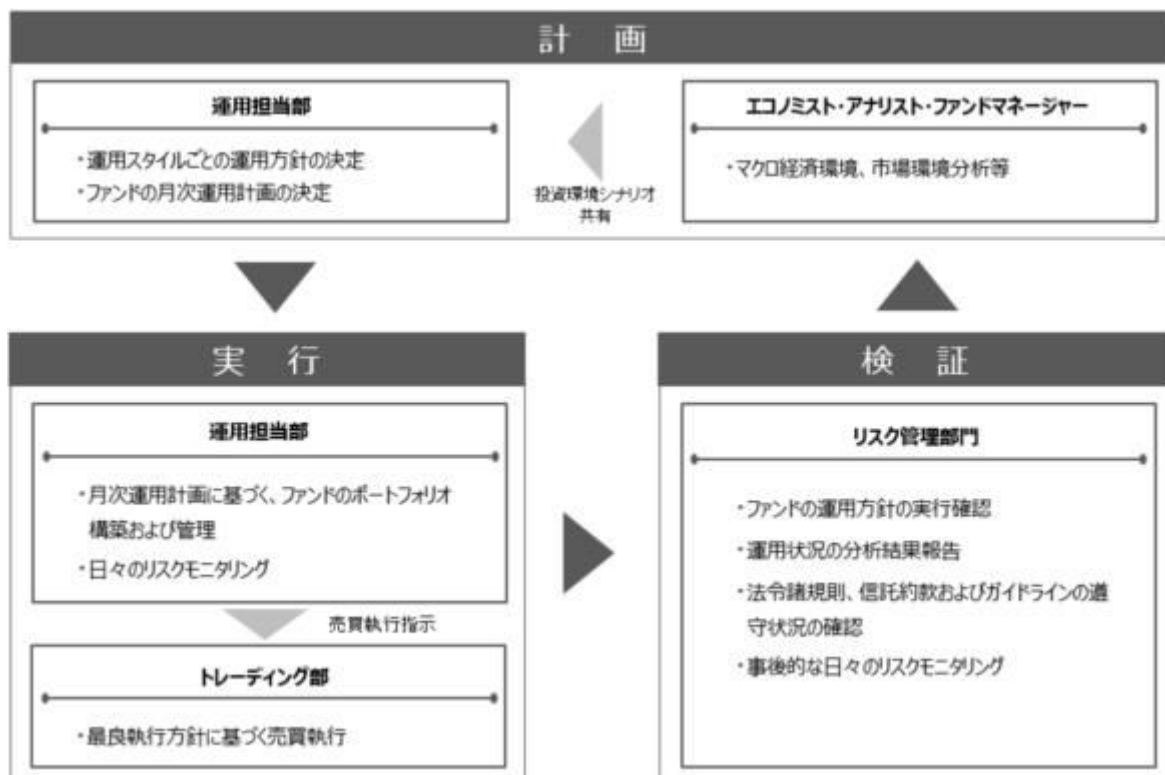 計 画
運用担当部
・運用スタイルごとの運用方針の決定
・ファンドの月次運用計画の決定
投資環境シナリオ
共有
エコノミスト・アナリスト・ファンドマネージャー
・マクロ経済環境、市場環境分析等
実 行
運用担当部
・月次運用計画に基づく、ファンドのポートフォリオ
構築および管理
・日々のリスクモニタリング
売買執行指示
トレーディング部
・最良執行方針に基づく売買執行
検 証
リスク管理部門
・ファンドの運用方針の実行確認
・運用状況の分析結果報告
・法令諸規則、信託約款およびガイドラインの遵
守状況の確認
・事後的な日々のリスクモニタリング